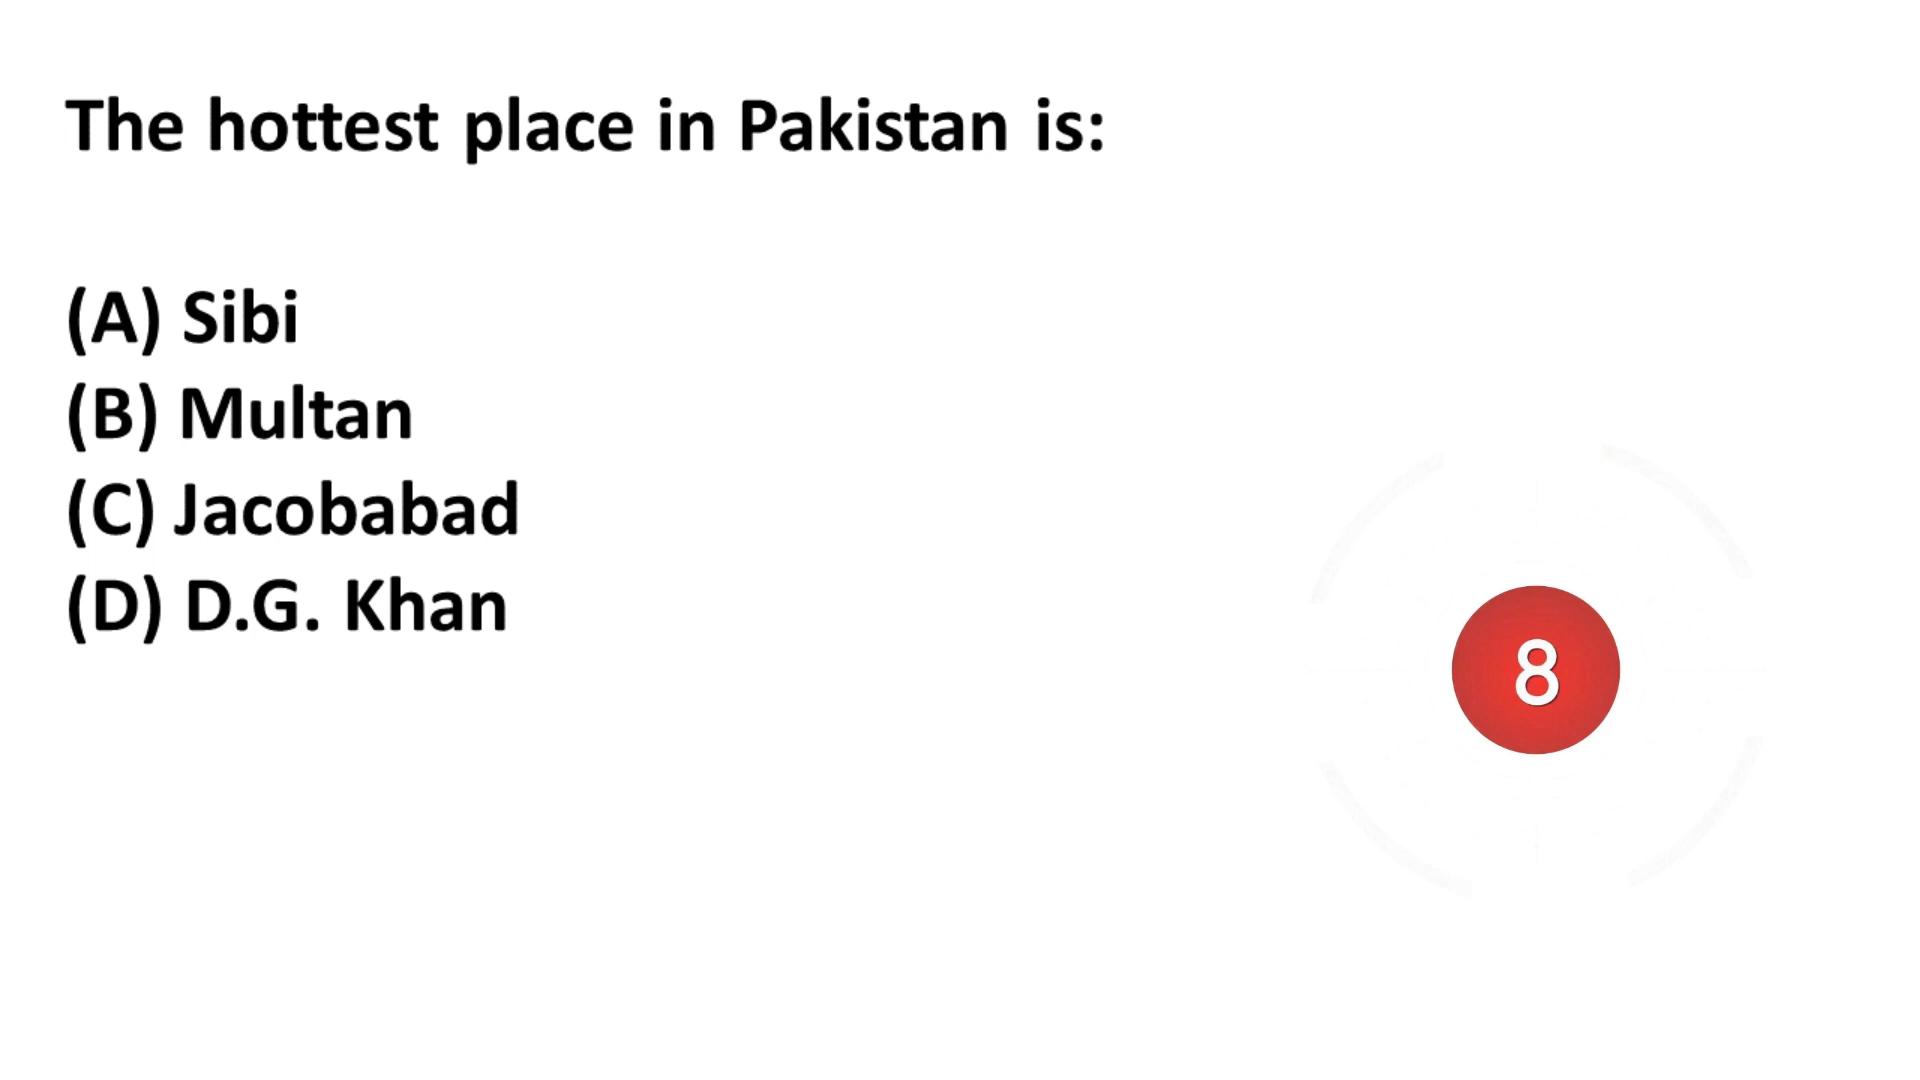 The hottest place in Pakistan is:
(A) Sibi
(B) Multan
(C) Jacobabad
(D) D.G. Khan
8